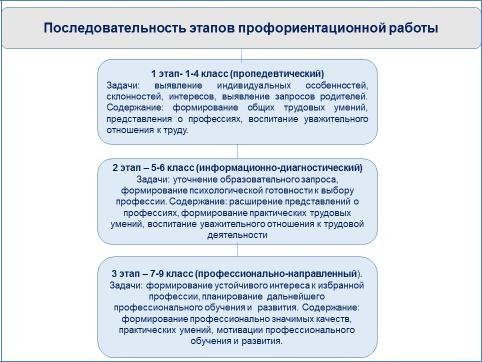 Последовательность этапов профориентационной работы
1 этап- 1-4 класс (пропедевтический)
Задачи: выявление индивидуальных особенностей,
склонностей, интересов, выявление запросов родителей.
Содержание: формирование общих трудовых умений,
представления о профессиях, воспитание уважительного
отношения к труду.
2 этап – 5-6 класс (информационно-диагностический)
Задачи: уточнение образовательного запроса,
формирование психологической готовности к выбору
профессии. Содержание: расширение представлений о
профессиях, формирование практических трудовых
умений, воспитание уважительного отношения к трудовой
деятельности
3 этап – 7-9 класс (профессионально-направленный).
Задачи: формирование устойчивого интереса к избранной
профессии, планирование дальнейшего
профессионального обучения и развития. Содержание:
формирование профессионально значимых качеств,
практических умений, мотивации профессионального
обучения и развития.